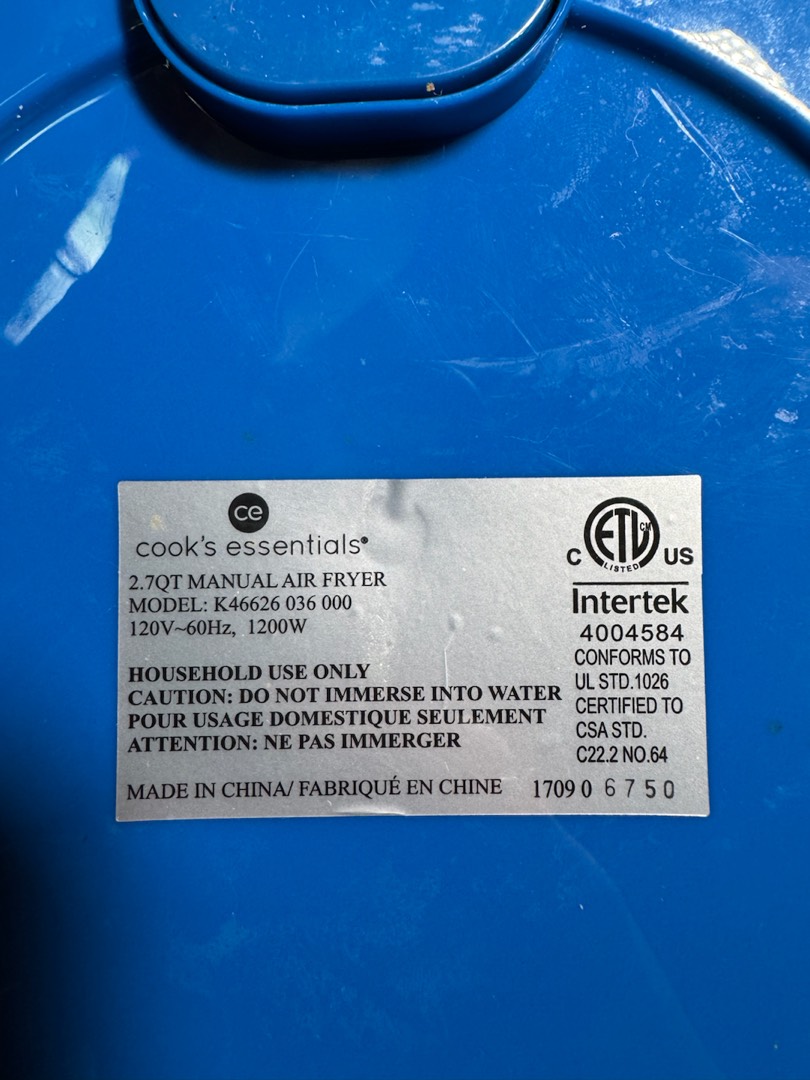 ce
cook's essentials®
2.7QT MANUAL AIR FRYER
MODEL: K46626 036 000
120V~60Hz, 1200W
HOUSEHOLD USE ONLY
CAUTION: DO NOT IMMERSE INTO WATER
POUR USAGE DOMESTIQUE SEULEMENT
ATTENTION: NE PAS IMMERGER
MADE IN CHINA/ FABRIQUÉ EN CHINE
C ETL CM US
LISTED
Intertek
4004584
CONFORMS TO
UL STD.1026
CERTIFIED TO
CSA STD.
C22.2 NO.64
1709 0 6750